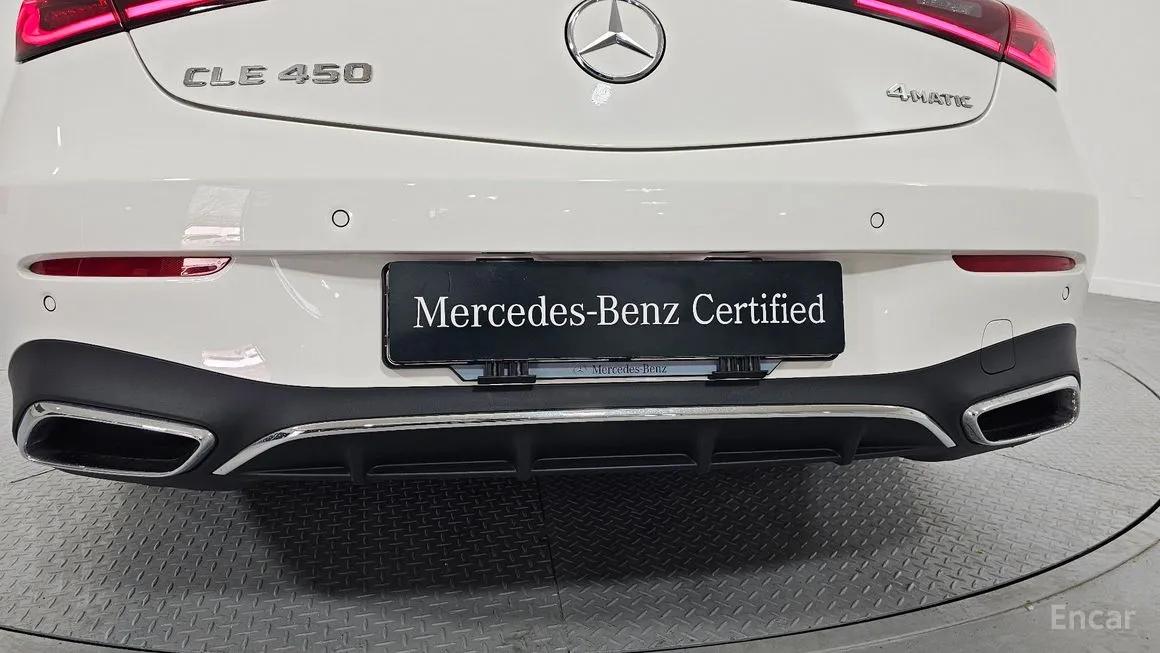 CLE 450
4MATIC
Mercedes-Benz Certified
Mercedes-Benz
Encar